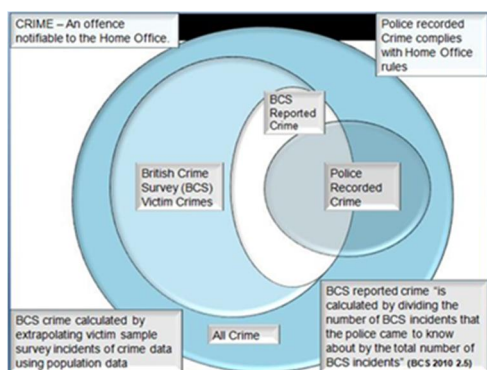 CRIME – An offence
notifiable to the Home Office.
Police recorded
Crime complies
with Home Office
rules
BCS
Reported
Crime
British Crime
Survey (BCS)
Victim Crimes
Police
Recorded
Crime
BCS crime calculated by
extrapolating victim sample
survey incidents of crime data
using population data
All Crime
BCS reported crime "is
calculated by dividing the
number of BCS incidents that
the police came to know
about by the total number of
BCS incidents" (BCS 2010 2.5)